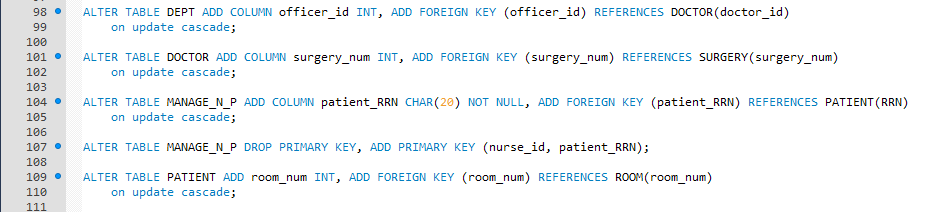 98 ALTER TABLE DEPT ADD COLUMN officer_id INT, ADD FOREIGN KEY (officer_id) REFERENCES DOCTOR(doctor_id)
99 on update cascade;
100
101 ALTER TABLE DOCTOR ADD COLUMN surgery_num INT, ADD FOREIGN KEY (surgery_num) REFERENCES SURGERY(surgery_num)
102 on update cascade;
103
104 ALTER TABLE MANAGE_N_P ADD COLUMN patient_RRN CHAR(20) NOT NULL, ADD FOREIGN KEY (patient_RRN) REFERENCES PATIENT(RRN)
105 on update cascade;
106
107 ALTER TABLE MANAGE_N_P DROP PRIMARY KEY, ADD PRIMARY KEY (nurse_id, patient_RRN);
108
109 ALTER TABLE PATIENT ADD room_num INT, ADD FOREIGN KEY (room_num) REFERENCES ROOM(room_num)
110 on update cascade;
111